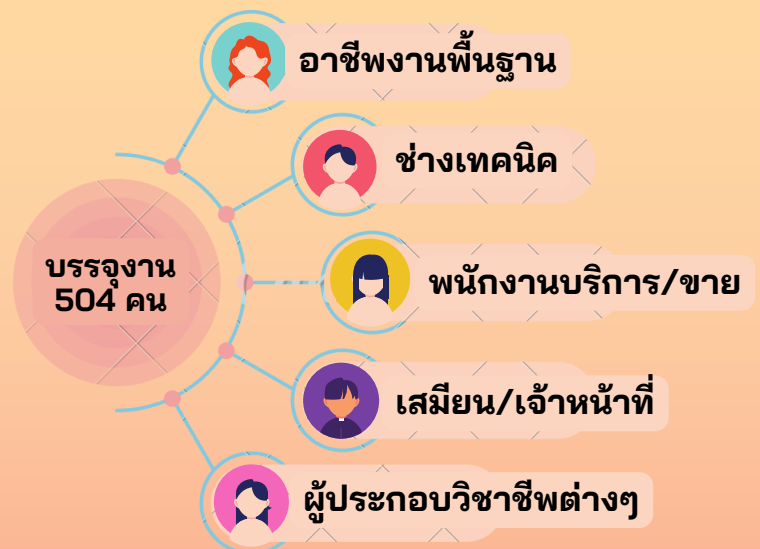 อาชีพงานพื้นฐาน
ช่างเทคนิค
บรรจุงาน
504 คน
พนักงานบริการ/ขาย
เสมียน/เจ้าหน้าที่
ผู้ประกอบวิชาชีพต่างๆ